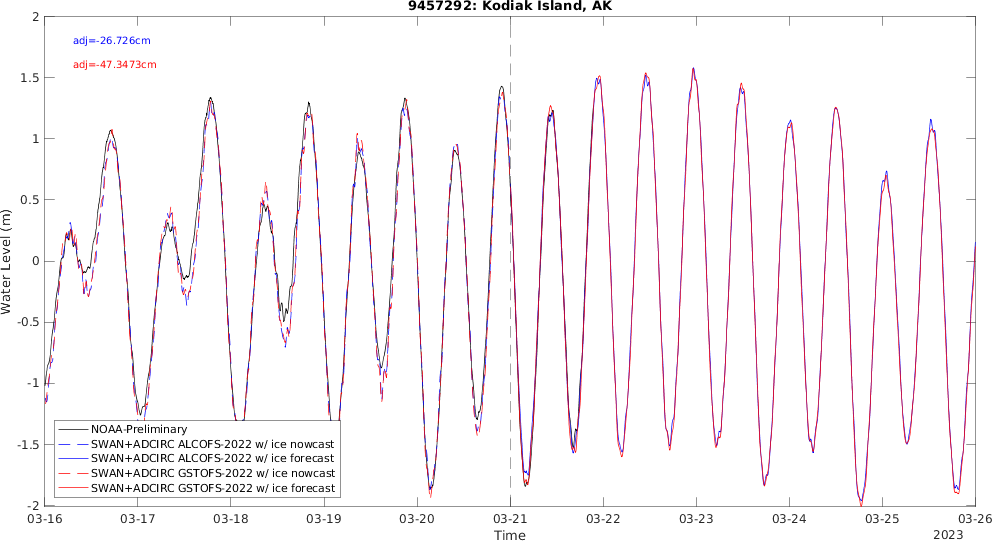 9457292: Kodiak Island, AK
2
1.5
1
0.5
0
-0.5
-1
-1.5
-2
Water Level (m)
adj=-26.726cm
adj=-47.3473cm
NOAA-Preliminary
SWAN+ADCIRC ALCOFS-2022 w/ ice nowcast
SWAN+ADCIRC ALCOFS-2022 w/ ice forecast
SWAN+ADCIRC GSTOFS-2022 w/ ice nowcast
SWAN+ADCIRC GSTOFS-2022 w/ ice forecast
03-16 03-17 03-18 03-19 03-20 03-21 03-22 03-23 03-24 03-25 03-26
Time
2023